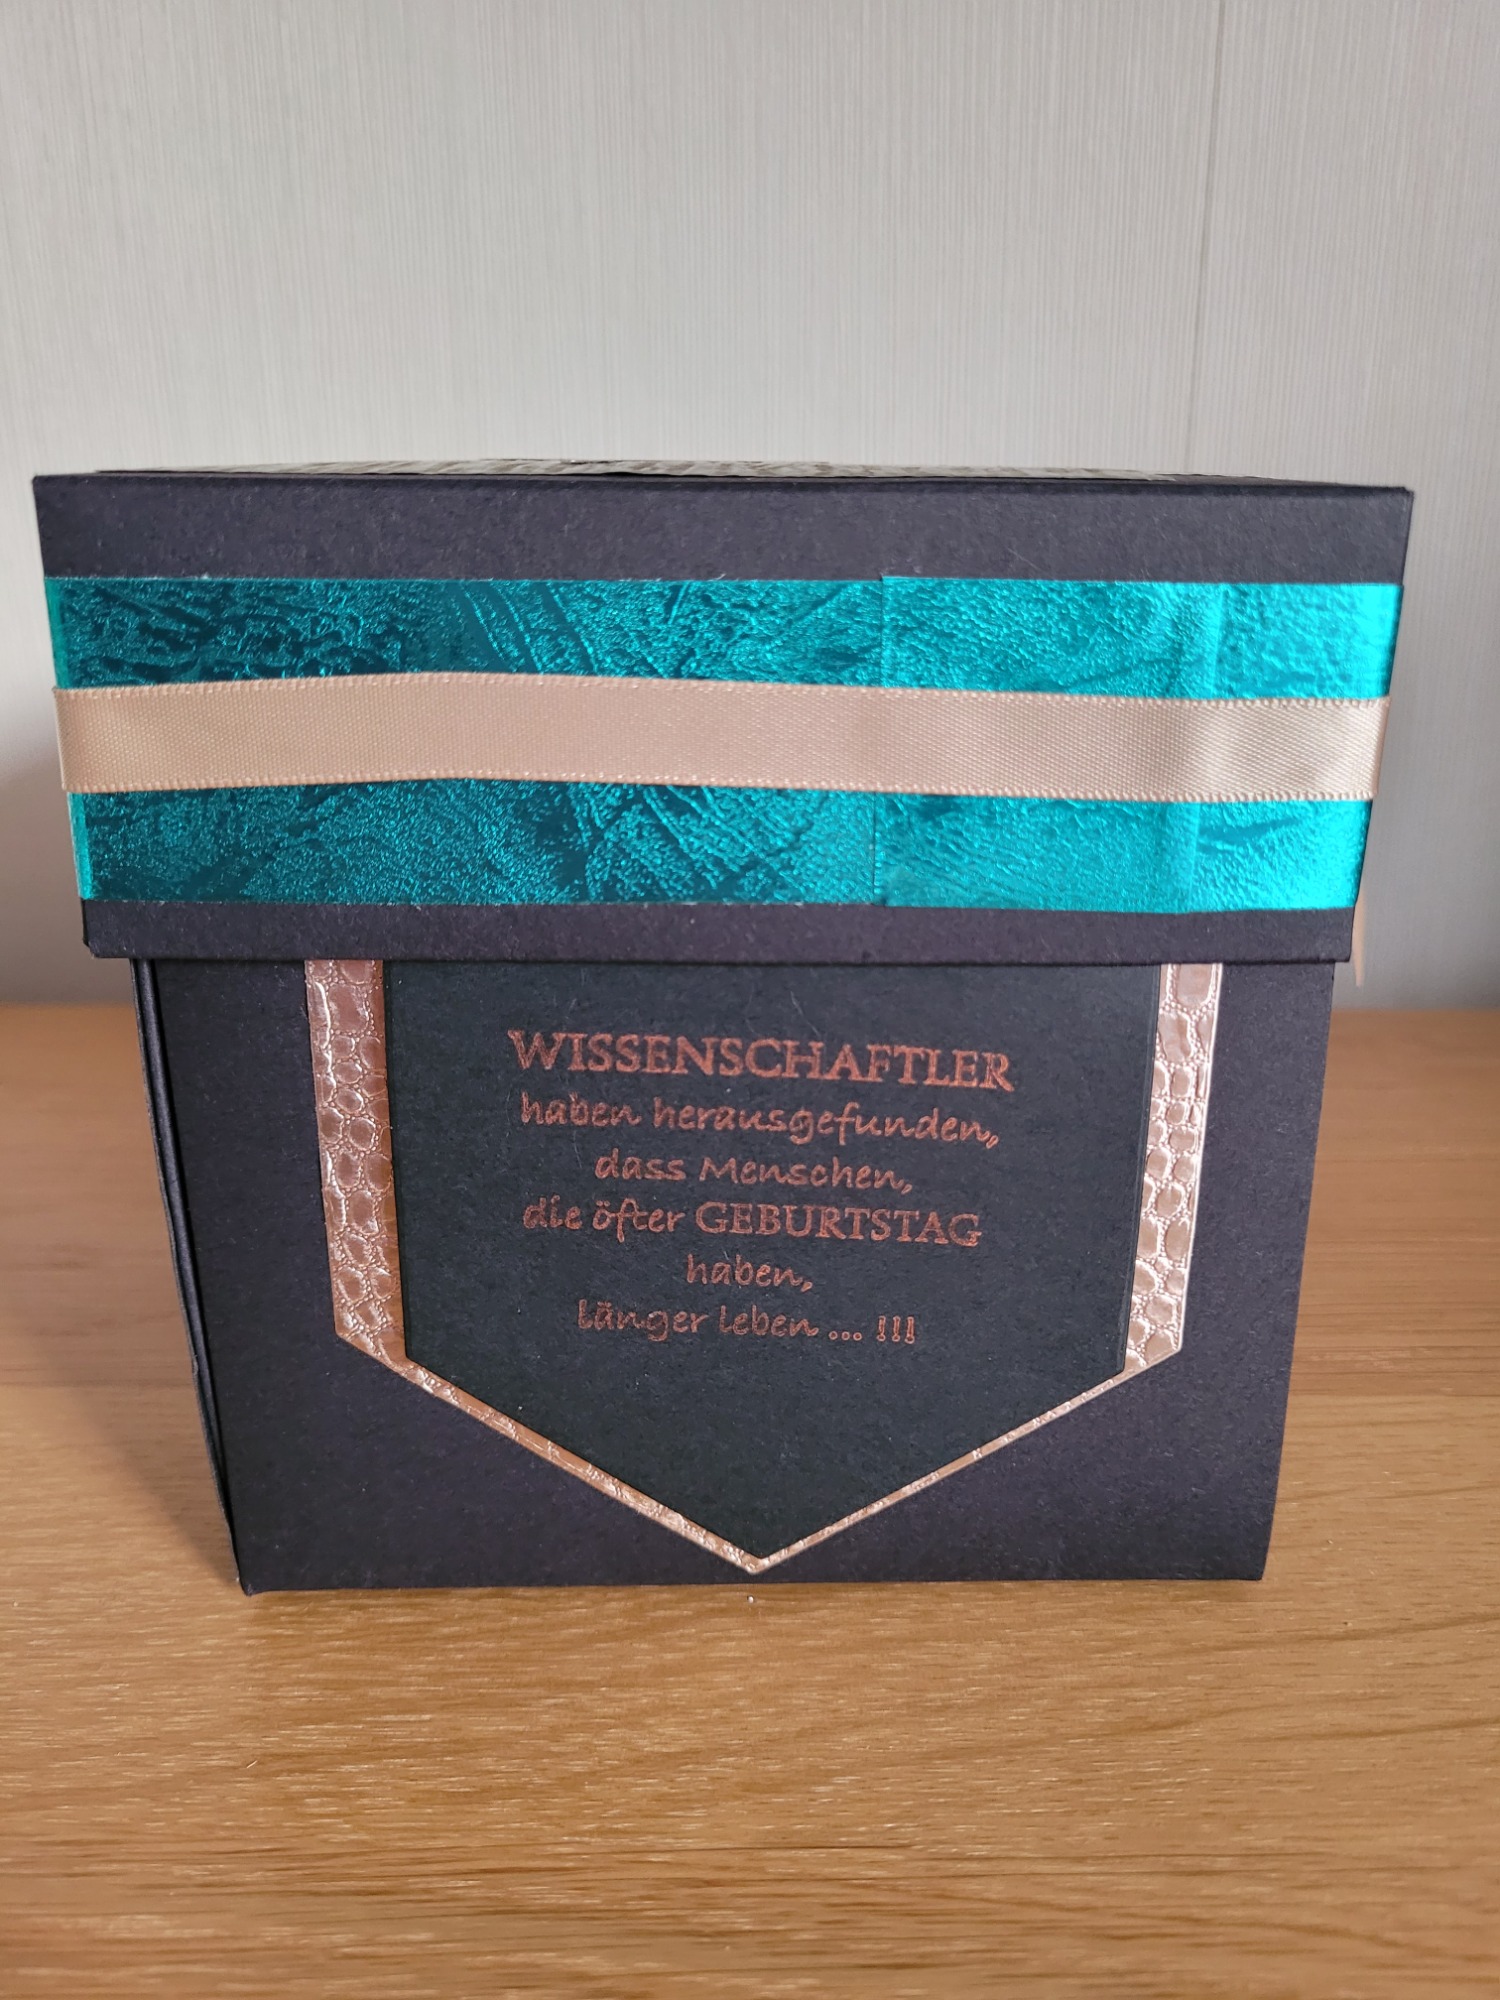 WISSENSCHAFTLER
haben herausgefunden,
dass Menschen,
die öfter GEBURTSTAG
haben,
länger leben ... !!!